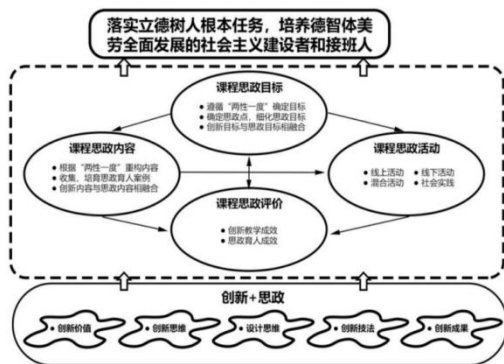 落实立德树人根本任务，培养德智体美
劳全面发展的社会主义建设者和接班人
课程思政目标
• 遵循“两性一度”确定目标
• 确定思政点，细化思政目标
• 创新目标与思政目标相融合
课程思政内容
• 根据“两性一度”重构内容
• 收集、培育思政育人案例
• 创新内容与思政内容相融合
课程思政活动
• 线上活动 • 线下活动
• 混合活动 • 社会实践
课程思政评价
• 创新教学成效
• 思政育人成效
创新+思政
• 创新价值 • 创新思维 • 设计思维 • 创新技法 • 创新成果